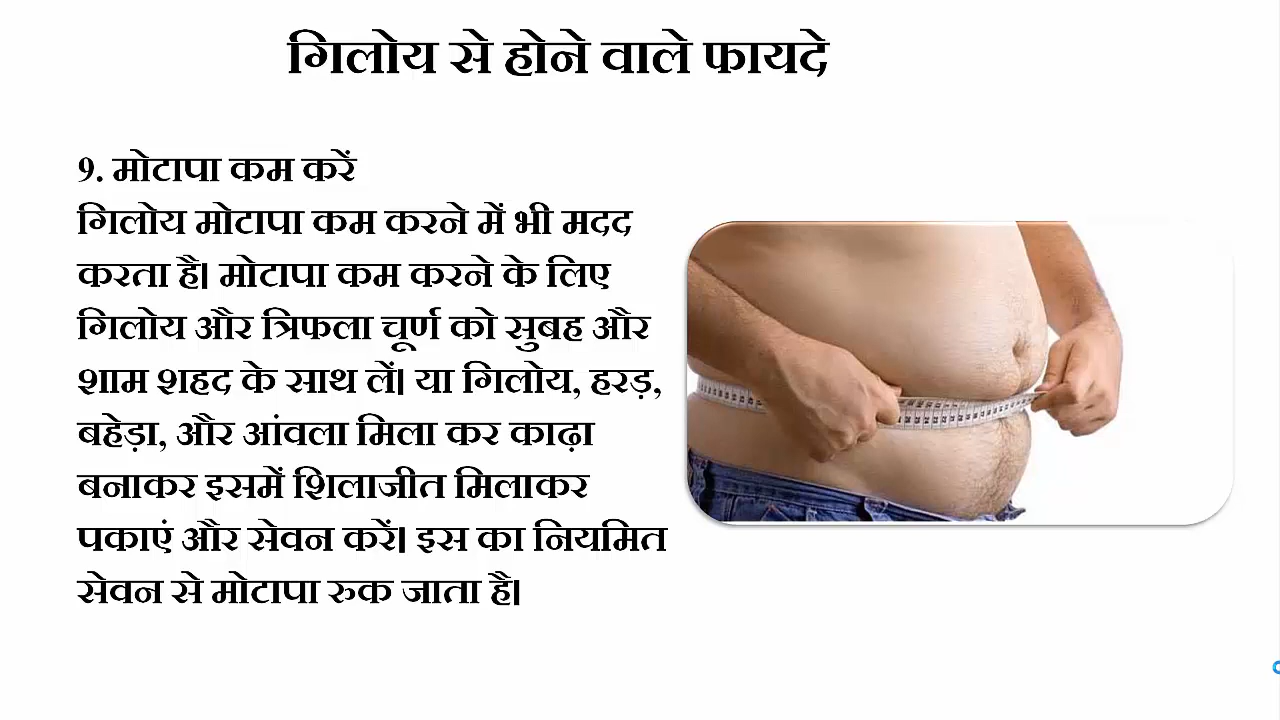 गिलोय से होने वाले फायदे
9. मोटापा कम करें
गिलोय मोटापा कम करने में भी मदद
करता है। मोटापा कम करने के लिए
गिलोय और त्रिफला चूर्ण को सुबह और
शाम शहद के साथ लें। या गिलोय, हरड़,
बहेड़ा, और आंवला मिला कर काढ़ा
बनाकर इसमें शिलाजीत मिलाकर
पकाएं और सेवन करें। इस का नियमित
सेवन से मोटापा रुक जाता है।